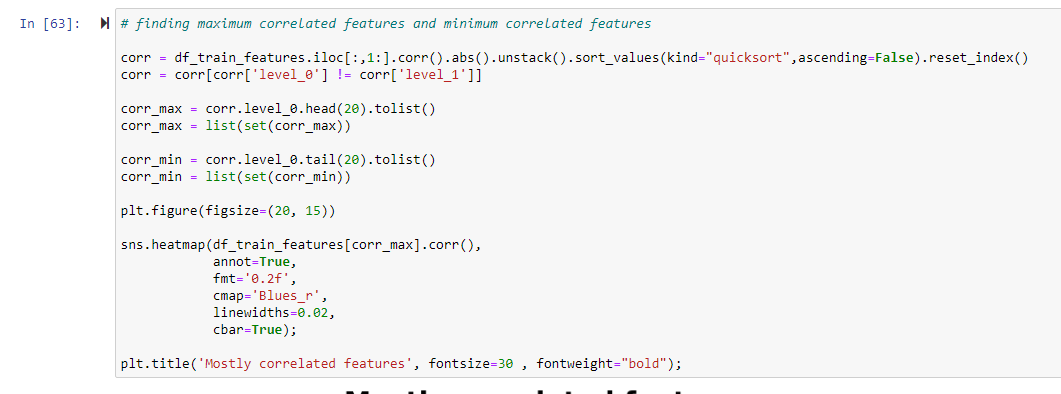 In [63]:
# finding maximum correlated features and minimum correlated features
corr = df_train_features.iloc[:,1:].corr().abs().unstack().sort_values(kind="quicksort",ascending=False).reset_index()
corr = corr[corr['level_0'] != corr['level_1']]
corr_max = corr.level_0.head(20).tolist()
corr_max = list(set(corr_max))
corr_min = corr.level_0.tail(20).tolist()
corr_min = list(set(corr_min))
plt.figure(figsize=(20, 15))
sns.heatmap(df_train_features[corr_max].corr(),
annot=True,
fmt='0.2f',
cmap='Blues_r',
linewidths=0.02,
cbar=True);
plt.title('Mostly correlated features', fontsize=30 , fontweight="bold");